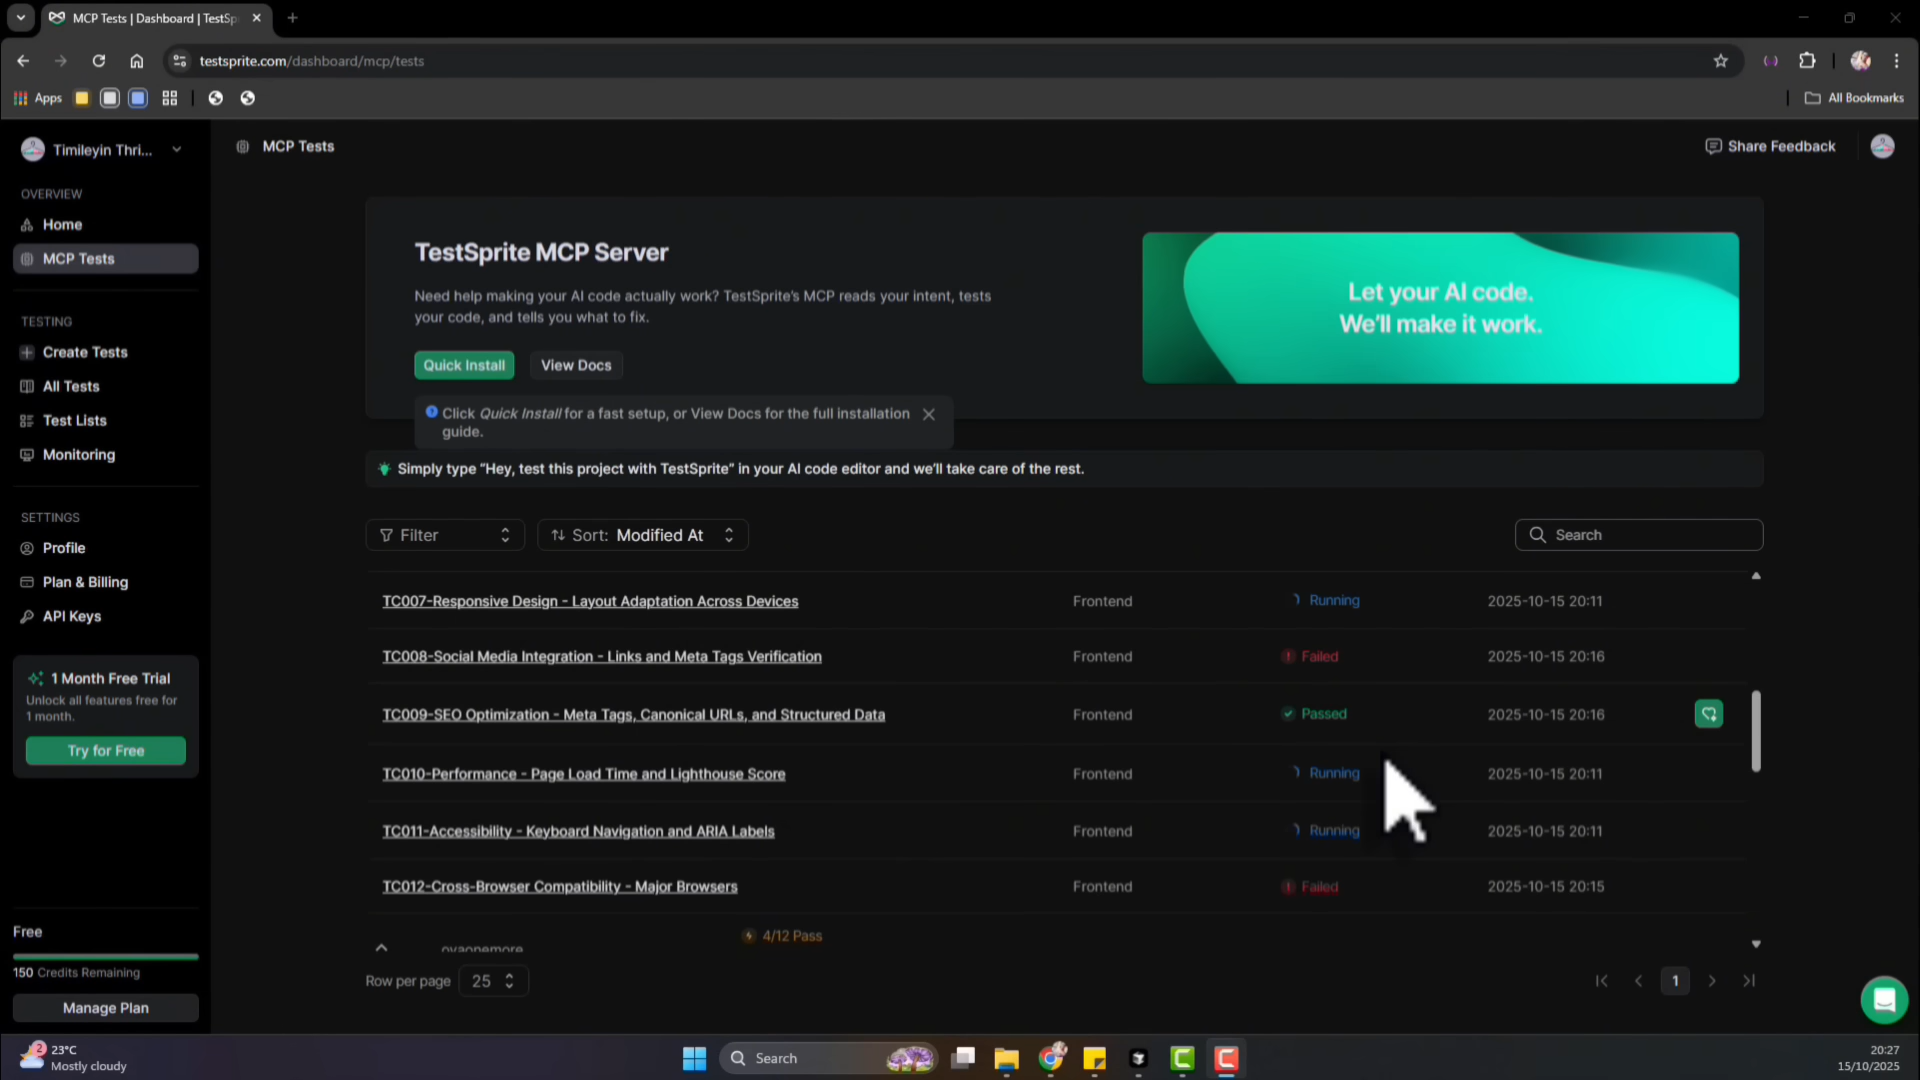 MCP Tests | Dashboard | TestSp
testsprite.com/dashboard/mcp/tests
Apps
All Bookmarks
Timileyin Thri...
MCP Tests
Share Feedback
OVERVIEW
Home
MCP Tests
TESTING
Create Tests
All Tests
Test Lists
Monitoring
SETTINGS
Profile
Plan & Billing
API Keys
1 Month Free Trial
Unlock all features free for
1 month.
Try for Free
Free
150 Credits Remaining
Manage Plan
TestSprite MCP Server
Need help making your AI code actually work? TestSprite's MCP reads your intent, tests
your code, and tells you what to fix.
Quick Install
View Docs
Let your AI code.
We'll make it work.
Click Quick Install for a fast setup, or View Docs for the full installation
guide.
Simply type “Hey, test this project with TestSprite” in your AI code editor and we'll take care of the rest.
Filter
Sort: Modified At
Search
TC007-Responsive Design - Layout Adaptation Across Devices Frontend Running 2025-10-15 20:11
TC008-Social Media Integration - Links and Meta Tags Verification Frontend Failed 2025-10-15 20:16
TC009-SEO Optimization - Meta Tags, Canonical URLs, and Structured Data Frontend Passed 2025-10-15 20:16
TC010-Performance - Page Load Time and Lighthouse Score Frontend Running 2025-10-15 20:11
TC011-Accessibility - Keyboard Navigation and ARIA Labels Frontend Running 2025-10-15 20:11
TC012-Cross-Browser Compatibility - Major Browsers Frontend Failed 2025-10-15 20:15
4/12 Pass
Row per page 25
1
2
23°C
Mostly cloudy
Search
20:27
15/10/2025